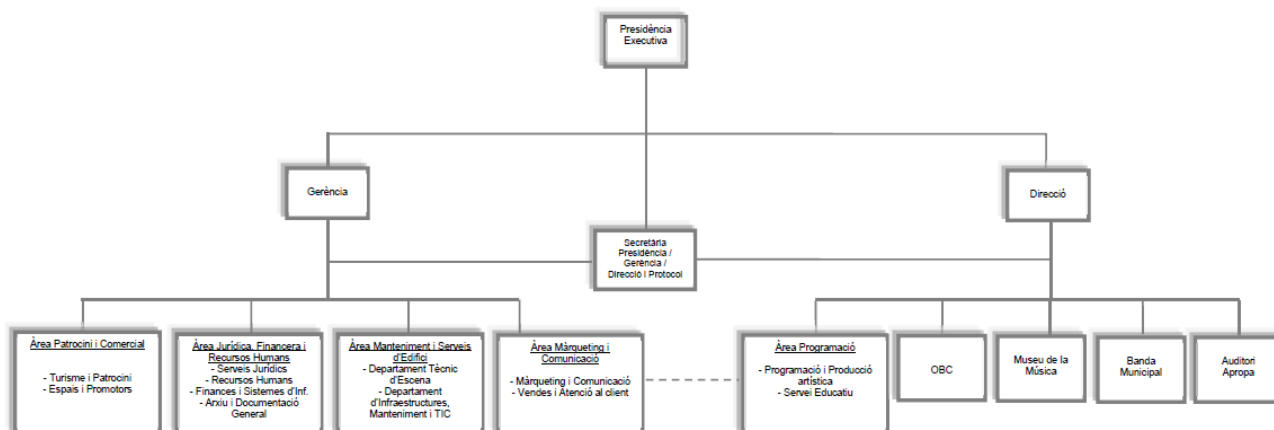 Presidència
Executiva
Gerència
Direcció
Secretària
Presidència /
Gerència /
Direcció i Protocol
Àrea Patrocini i Comercial
- Turisme i Patrocini
- Espais i Promotors
Àrea Jurídica, Financera i
Recursos Humans
- Serveis Jurídics
- Recursos Humans
- Finances i Sistemes d'Inf.
- Arxiu i Documentació
General
Àrea Manteniment i Serveis
d'Edifici
- Departament Tècnic
d'Escena
- Departament
d'Infraestructures,
Manteniment i TIC
Àrea Màrqueting i
Comunicació
- Màrqueting i Comunicació
- Vendes i Atenció al client
Àrea Programació
- Programació i Producció
artística
- Servei Educatiu
OBC
Museu de la
Música
Banda
Municipal
Auditori
Apropa